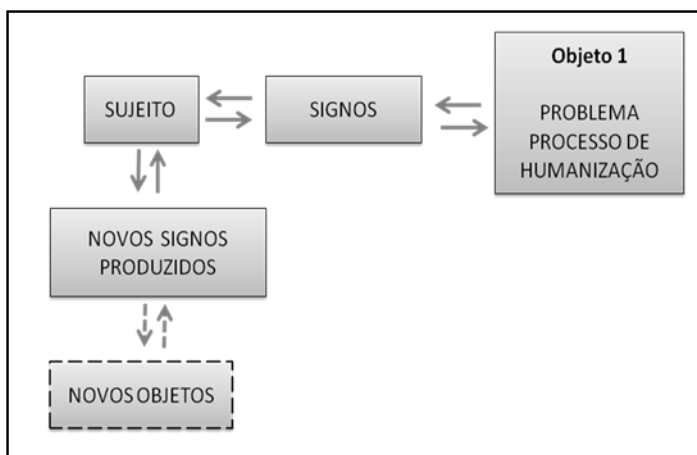 SUJEITO
SIGNOS
Objeto 1
PROBLEMA
PROCESSO DE
HUMANIZAÇÃO
NOVOS SIGNOS
PRODUZIDOS
NOVOS OBJETOS